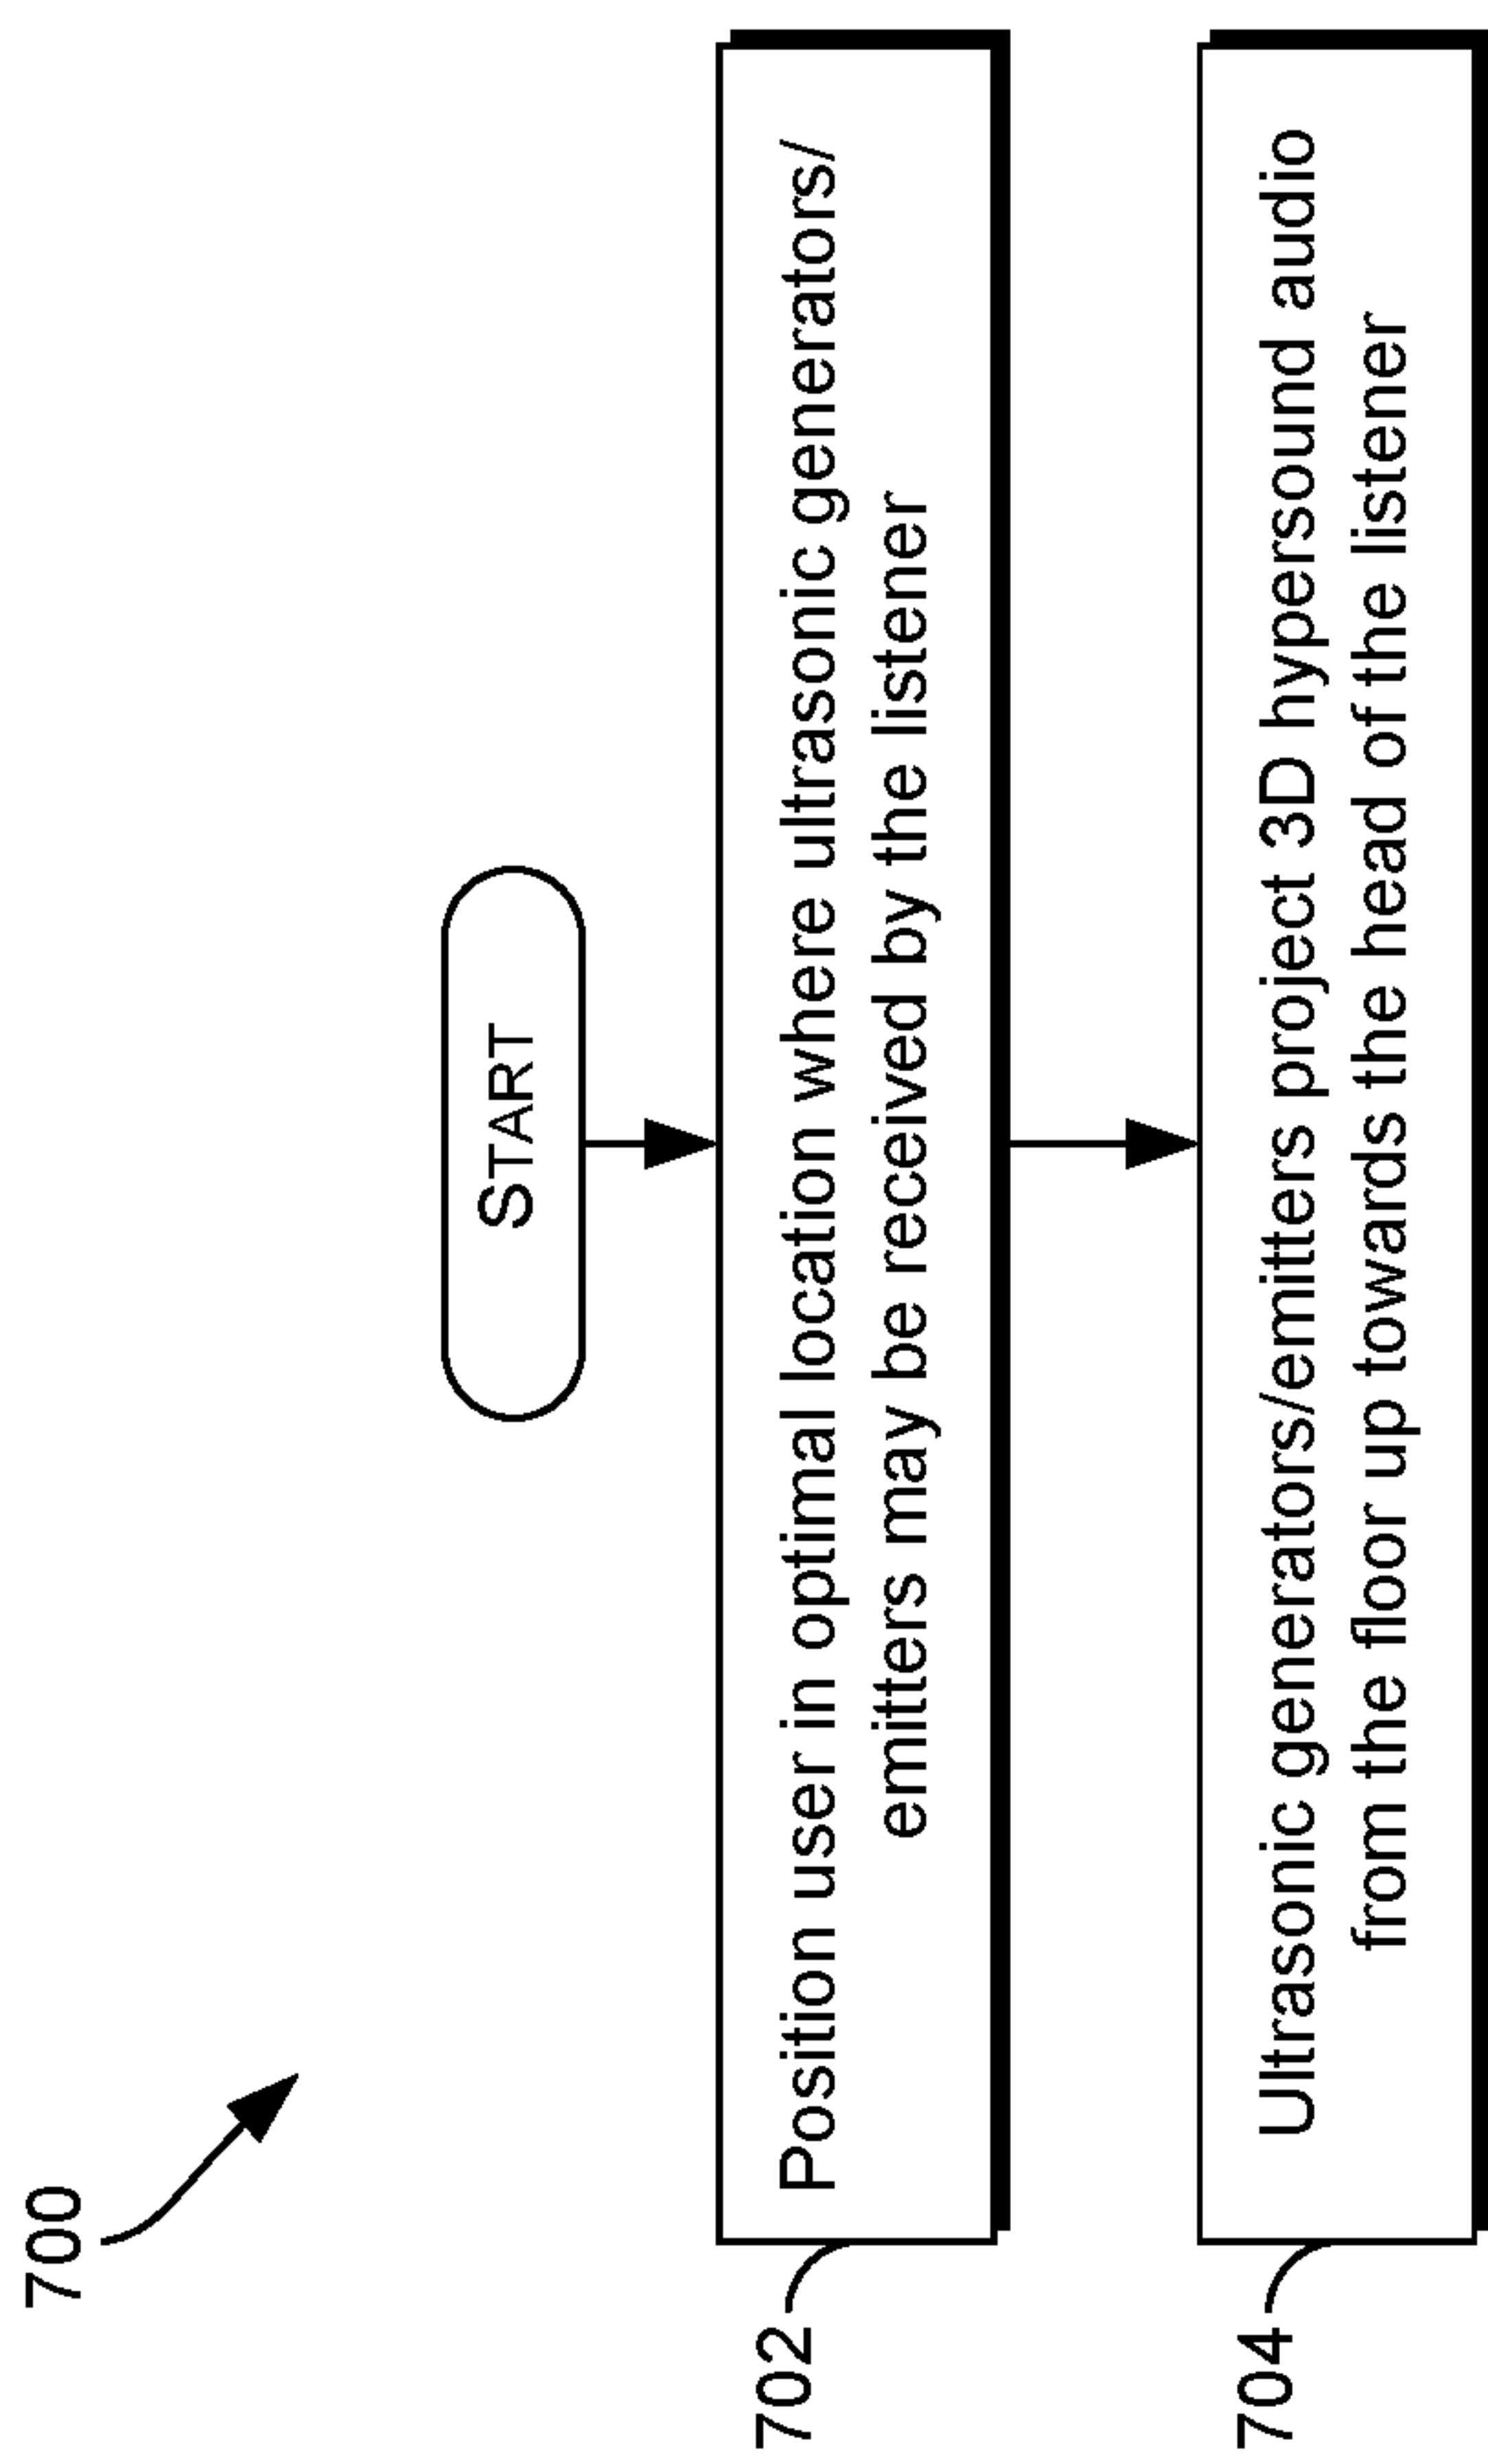 700
START
702
Position user in optimal location where ultrasonic generators/
emitters may be received by the listener
704
Ultrasonic generators/emitters project 3D hypersound audio
from the floor up towards the head of the listener